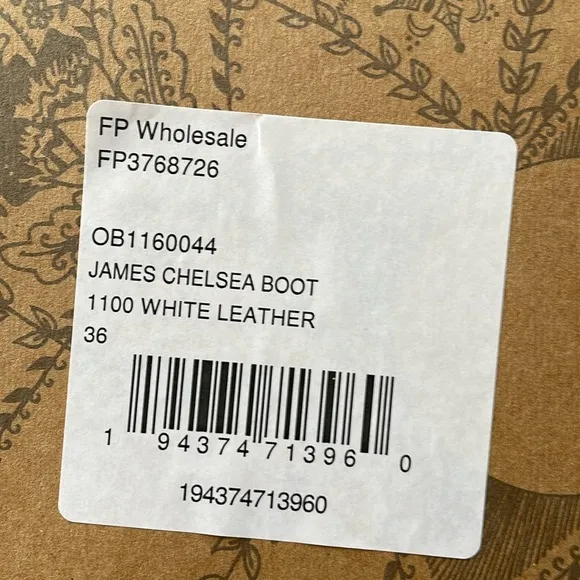 FP Wholesale
FP3768726
OB1160044
JAMES CHELSEA BOOT
1100 WHITE LEATHER
36
1 94374 71396 0
194374713960